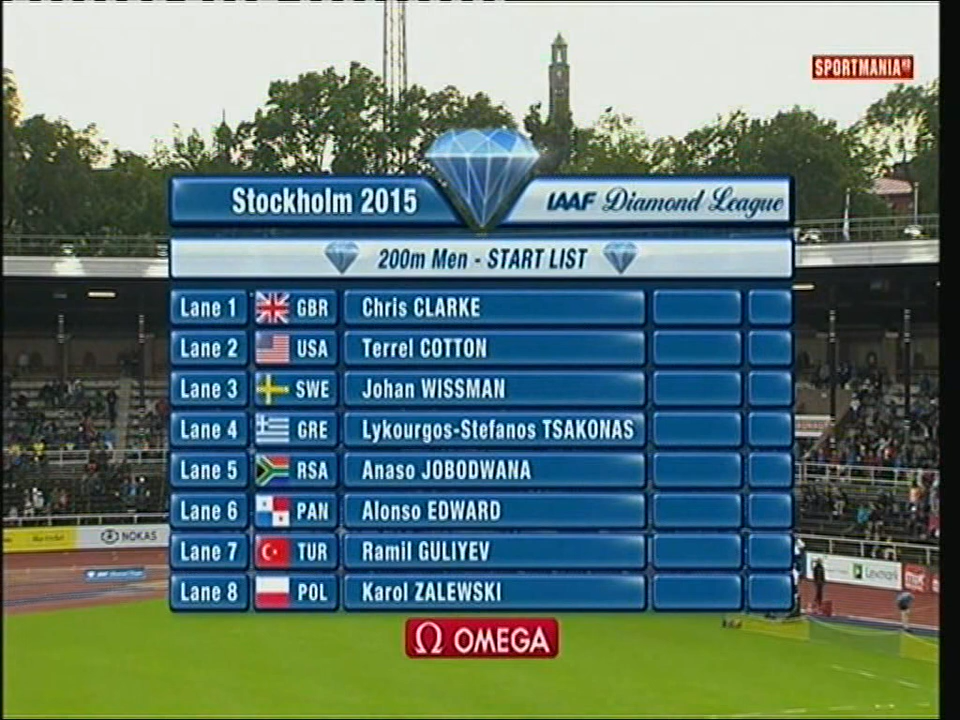 SPORTMANIA
Stockholm 2015
IAAF Diamond League
200m Men - START LIST
Lane 1 GBR Chris CLARKE
Lane 2 USA Terrel COTTON
Lane 3 SWE Johan WISSMAN
Lane 4 GRE Lykourgos-Stefanos TSAKONAS
Lane 5 RSA Anaso JOBODWANA
Lane 6 PAN Alonso EDWARD
Lane 7 TUR Ramil GULIYEV
Lane 8 POL Karol ZALEWSKI
NOKAS
Lexmark
Ω OMEGA